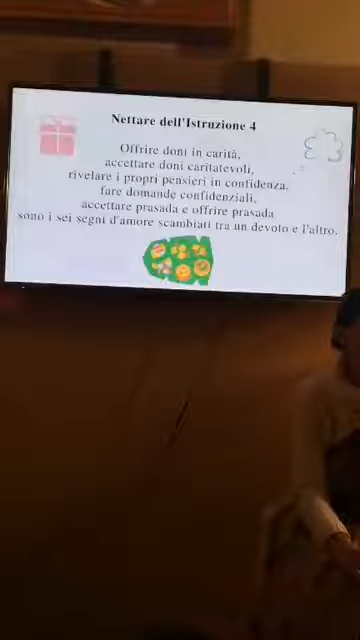 Nettare dell'Istruzione 4
Offrire doni in carità,
accettare doni caritatevoli,
rivelare i propri pensieri in confidenza,
fare domande confidenziali,
accettare prasada e offrire prasada
sono i sei segni d'amore scambiati tra un devoto e l'altro.